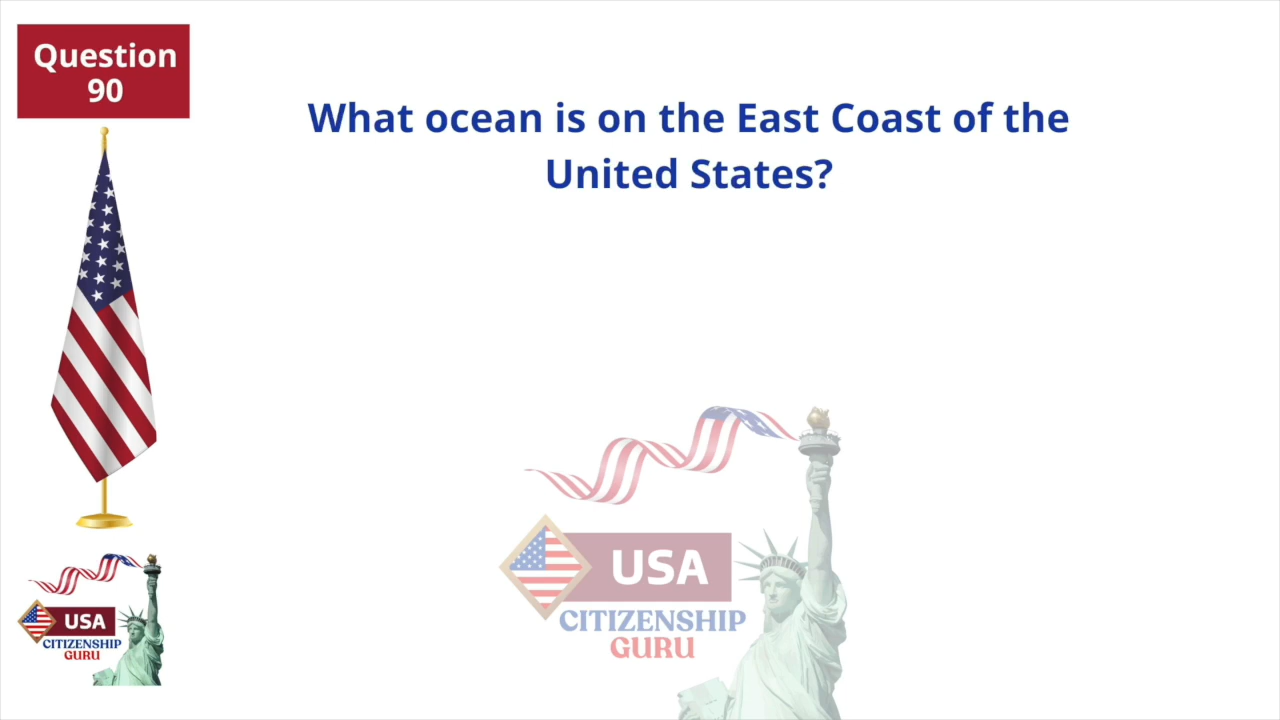 Question
90
What ocean is on the East Coast of the
United States?
USA
CITIZENSHIP
GURU
USA
CITIZENSHIP
GURU